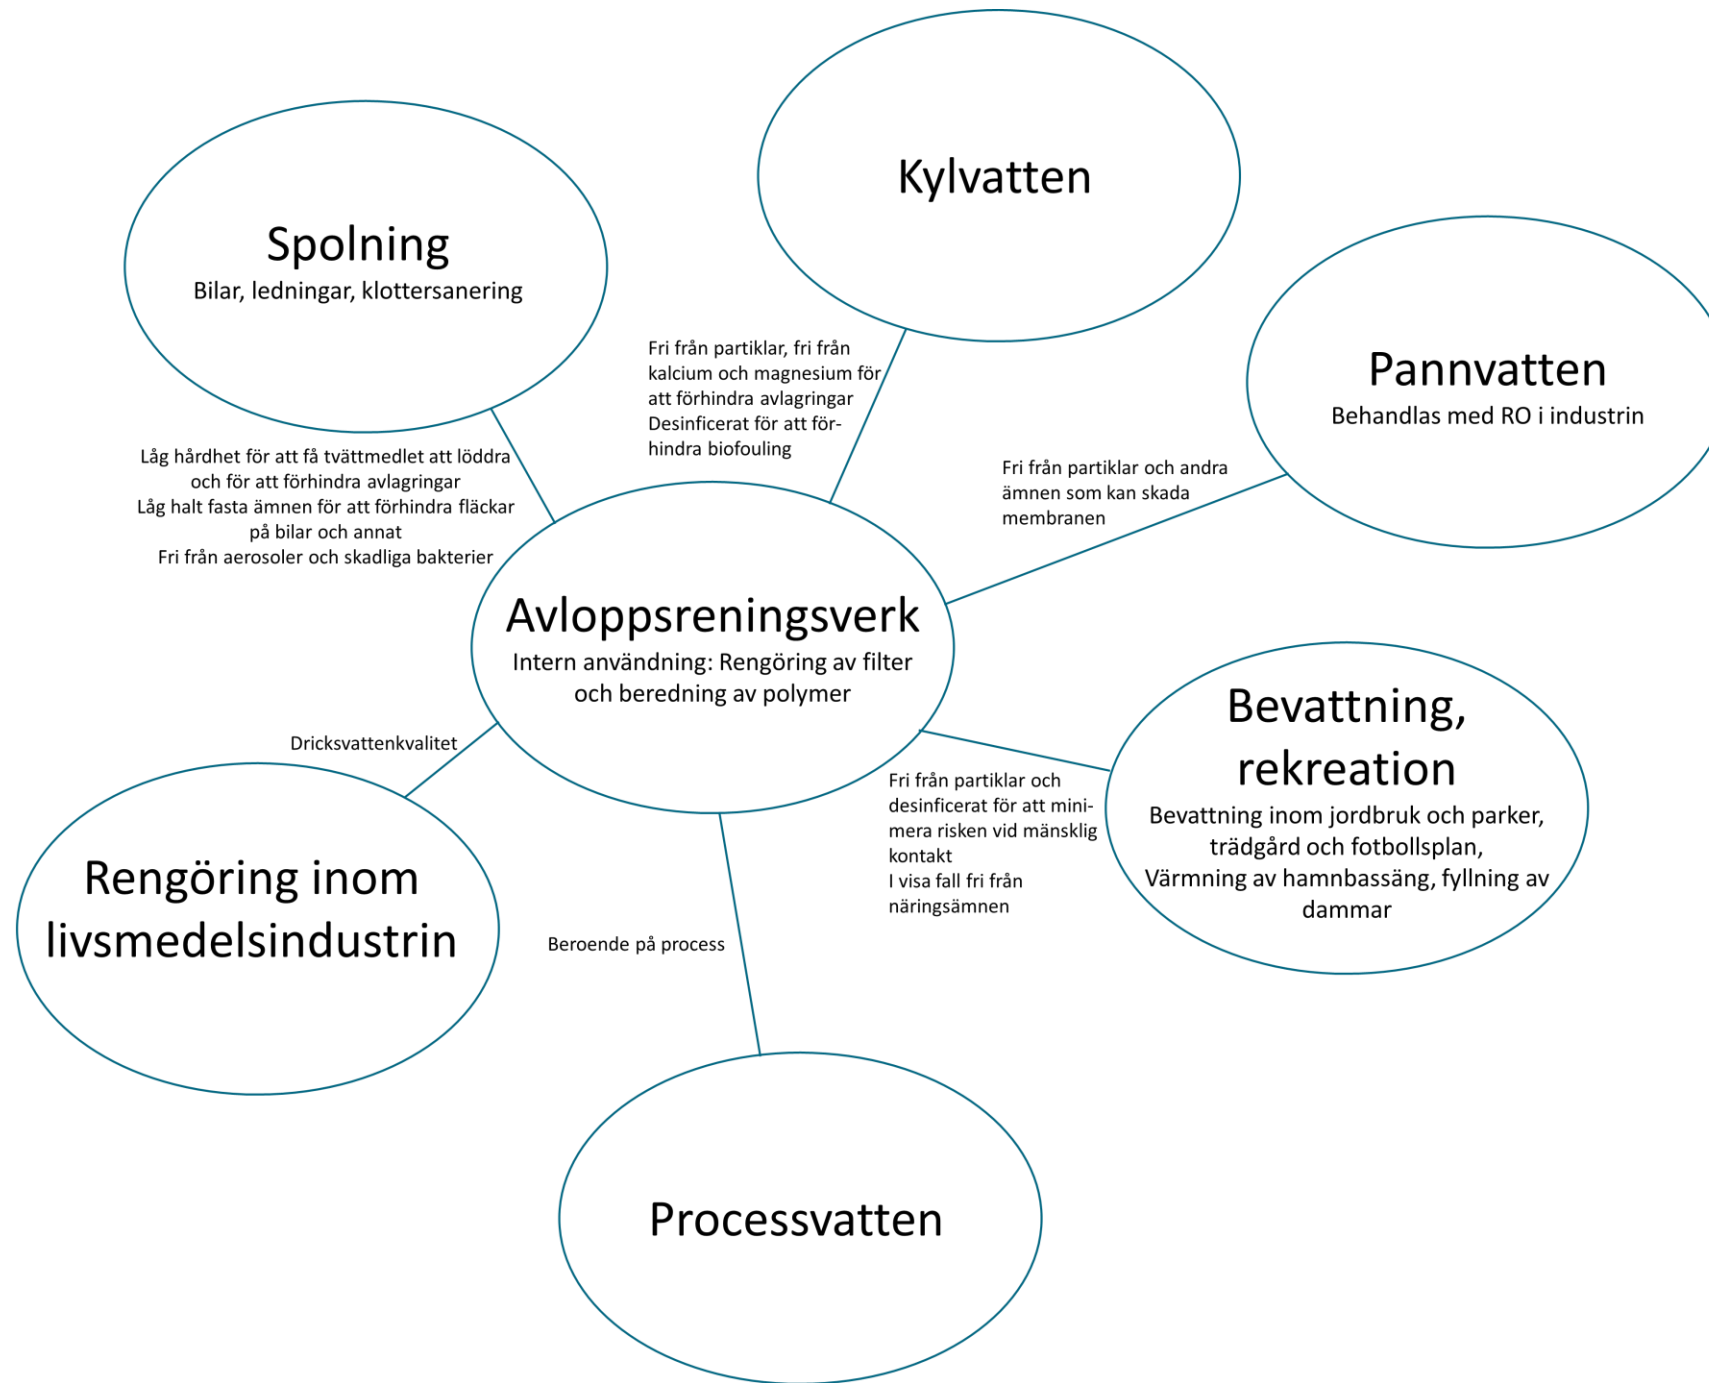 Kylvatten
Spolning
Bilar, ledningar, klottersanering
Pannvatten
Behandlas med RO i industrin
Fri från partiklar, fri från
kalcium och magnesium för
att förhindra avlagringar
Desinficerat för att för-
hindra biofouling
Låg hårdhet för att få tvättmedlet att löddra
och för att förhindra avlagringar
Låg halt fasta ämnen för att förhindra fläckar
på bilar och annat
Fri från aerosoler och skadliga bakterier
Fri från partiklar och andra
ämnen som kan skada
membranen
Avloppsreningsverk
Intern användning: Rengöring av filter
och beredning av polymer
Bevattning,
rekreation
Bevattning inom jordbruk och parker,
trädgård och fotbollsplan,
Värmning av hamnbassäng, fyllning av
dammar
Dricksvattenkvalitet
Fri från partiklar och
desinficerat för att mini-
mera risken vid mänsklig
kontakt
I visa fall fri från
näringsämnen
Rengöring inom
livsmedelsindustrin
Beroende på process
Processvatten